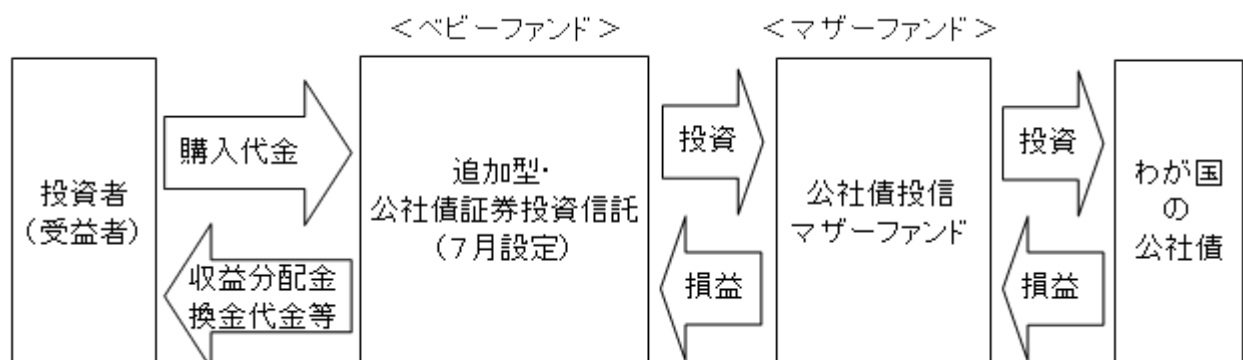 ＜ベビーファンド＞
＜マザーファンド＞
投資者
（受益者）
購入代金
収益分配金
換金代金等
追加型・
公社債証券投資信託
（７月設定）
投資
損益
公社債投信
マザーファンド
投資
損益
わが国
の
公社債